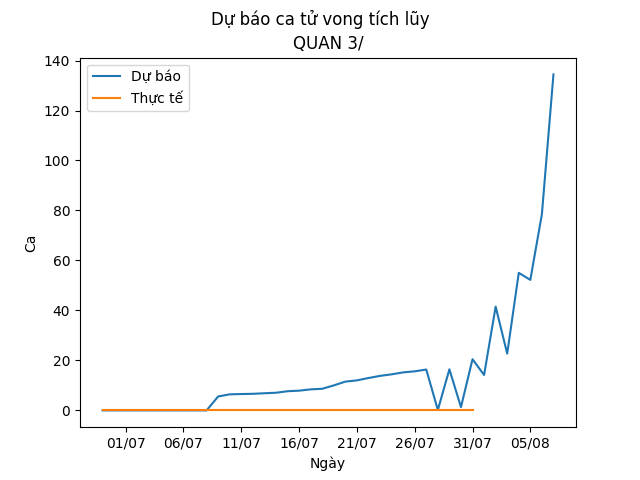 Dự báo ca tử vong tích lũy
QUAN 3/
140
120
100
80
60
40
20
0
Ca
Dự báo
Thực tế
01/07 06/07 11/07 16/07 21/07 26/07 31/07 05/08
Ngày